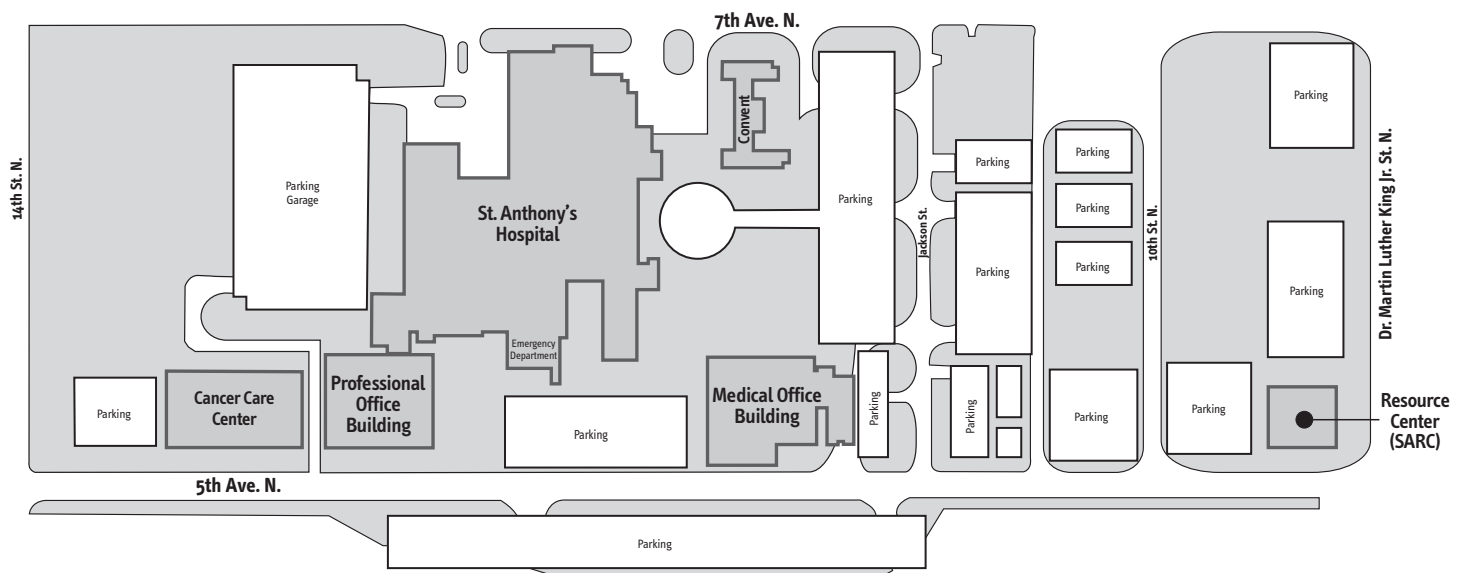 7th Ave. N.
14th St. N.
Parking
Garage
St. Anthony's
Hospital
Convent
Parking
Jackson St.
Parking
Parking
Parking
Parking
Parking
10th St. N.
Parking
Parking
Dr. Martin Luther King Jr. St. N.
Emergency
Department
Parking
Cancer Care
Center
Professional
Office
Building
Parking
Medical Office
Building
Parking
Parking
Parking
Parking
Resource
Center
(SARC)
5th Ave. N.
Parking